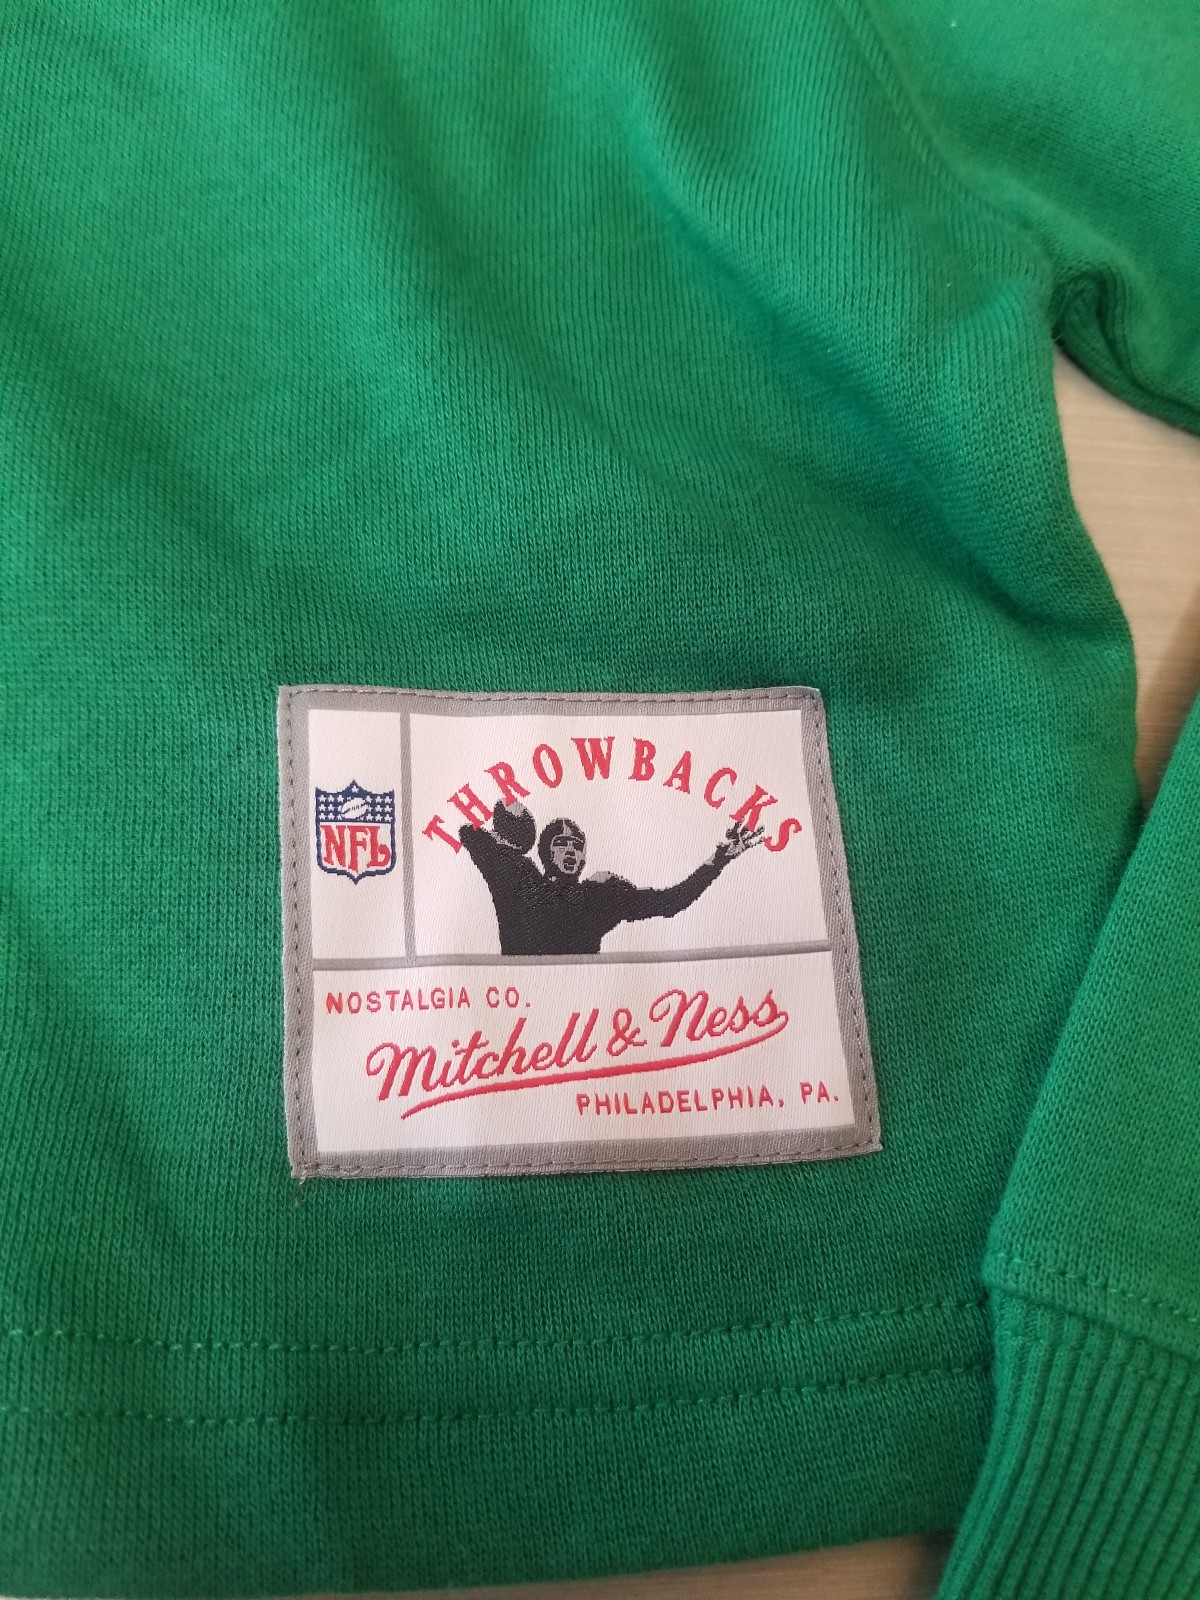 THROWBACKS
NFL
NOSTALGIA CO.
Mitchell & Ness
PHILADELPHIA, PA.